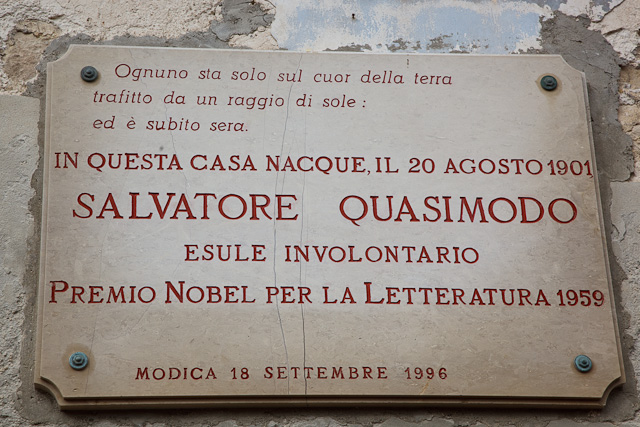 Ognuno sta solo sul cuor della terra
trafitto da un raggio di sole :
ed è subito sera.
IN QUESTA CASA NACQUE, IL 20 AGOSTO 1901
SALVATORE QUASIMODO
ESULE INVOLONTARIO
PREMIO NOBEL PER LA LETTERATURA 1959
MODICA 18 SETTEMBRE 1996